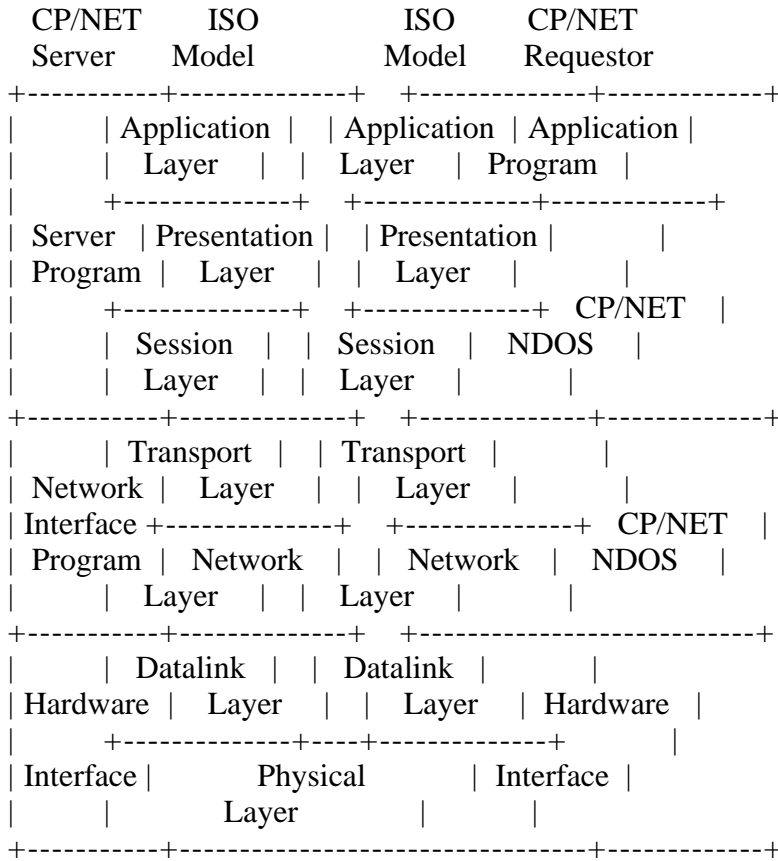 CP/NET ISO ISO CP/NET
Server Model Model Requestor
+-----------+--------------+ +--------------+-------------+
| | Application | | Application | Application |
| | Layer | | Layer | Program |
| +--------------+ +--------------+-------------+
| Server | Presentation | | Presentation | |
| Program | Layer | | Layer | |
| +--------------+ +--------------+ CP/NET |
| | Session | | Session | NDOS |
| | Layer | | Layer | |
+-----------+--------------+ +--------------+-------------+
| | Transport | | Transport | |
| Network | Layer | | Layer | |
| Interface +--------------+ +--------------+ CP/NET |
| Program | Network | | Network | NDOS |
| | Layer | | Layer | |
+-----------+--------------+ +----------------------------+
| | Datalink | | Datalink | |
| Hardware | Layer | | Layer | Hardware |
| +--------------+----+--------------+ |
| Interface | Physical | Interface |
| | Layer | |
+-----------+---------------------------------+-------------+